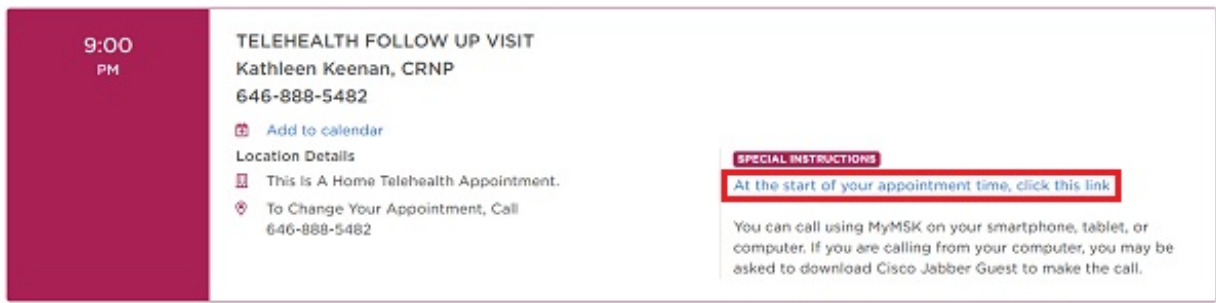 9:00
PM
TELEHEALTH FOLLOW UP VISIT
Kathleen Keenan, CRNP
646-888-5482
Add to calendar
Location Details
This Is A Home Telehealth Appointment.
To Change Your Appointment, Call
646-888-5482
SPECIAL INSTRUCTIONS
At the start of your appointment time, click this link
You can call using MyMSK on your smartphone, tablet, or
computer. If you are calling from your computer, you may be
asked to download Cisco Jabber Guest to make the call.